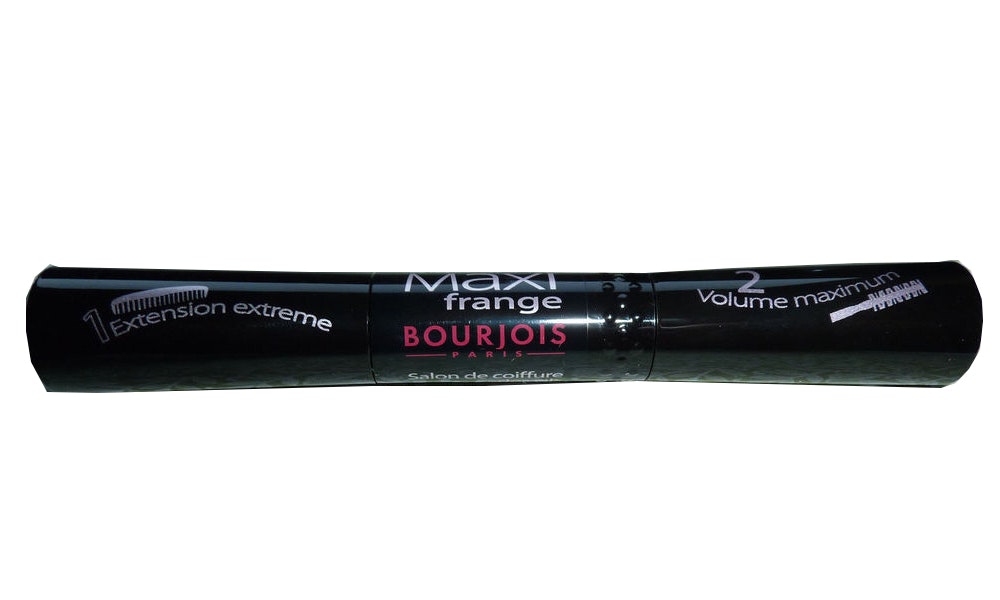 1 Extension extreme
Maxi
frange
BOURJOIS
PARIS
Salon de coiffure
2
Volume maximum